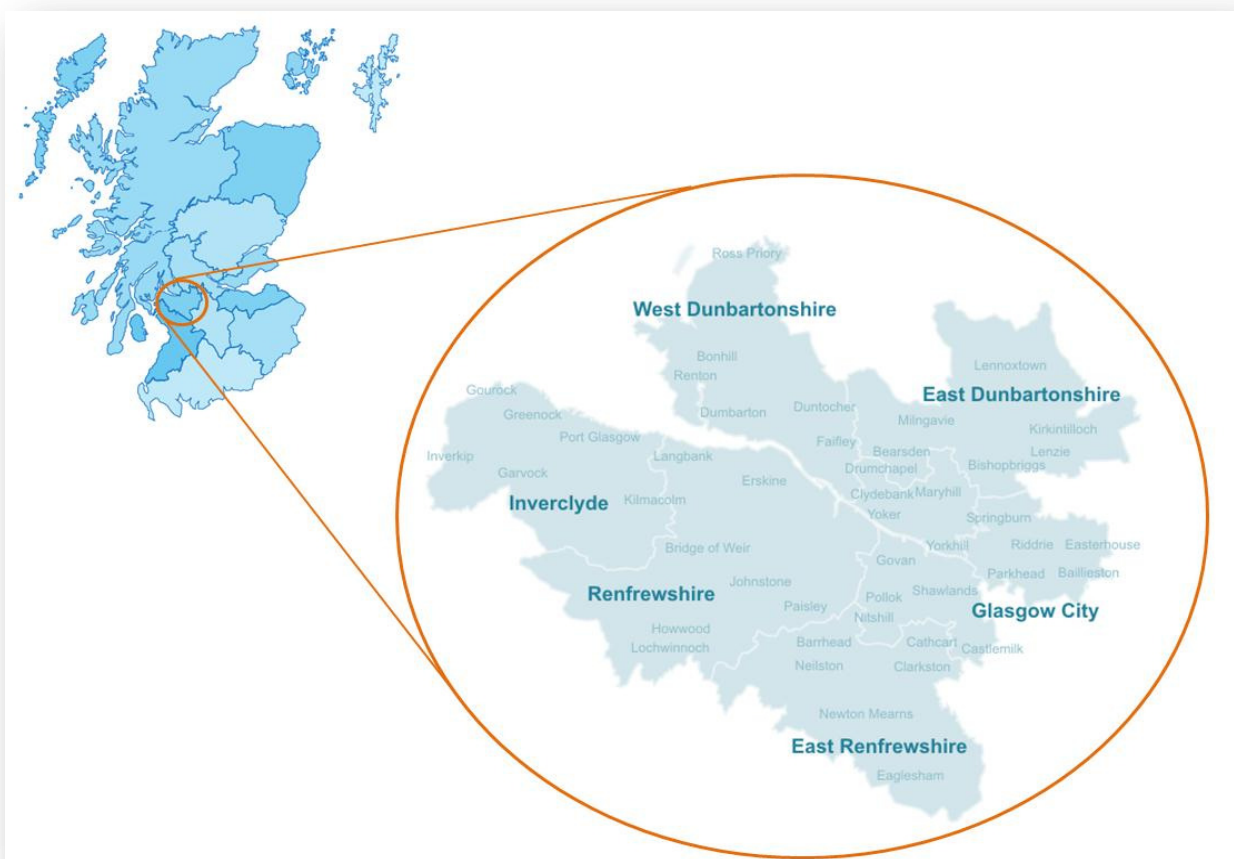 Ross Priory
West Dunbartonshire
Bonhill
Renton
Lennoxtown
Gourock
East Dunbartonshire
Greenock
Dumbarton
Duntocher
Milngavie
Kirkintilloch
Port Glasgow
Faifley
Bearsden
Lenzie
Inverkip
Langbank
Drumchapel
Bishopbriggs
Garvock
Erskine
Inverclyde
Kilmacolm
Clydebank
Maryhill
Yoker
Springburn
Bridge of Weir
Yorkhill
Riddrie
Easterhouse
Govan
Parkhead
Baillieston
Renfrewshire
Johnstone
Shawlands
Paisley
Pollok
Glasgow City
Nitshill
Howwood
Barrhead
Cathcart
Lochwinnoch
Castlemilk
Neilston
Clarkston
Newton Mearns
East Renfrewshire
Eaglesham